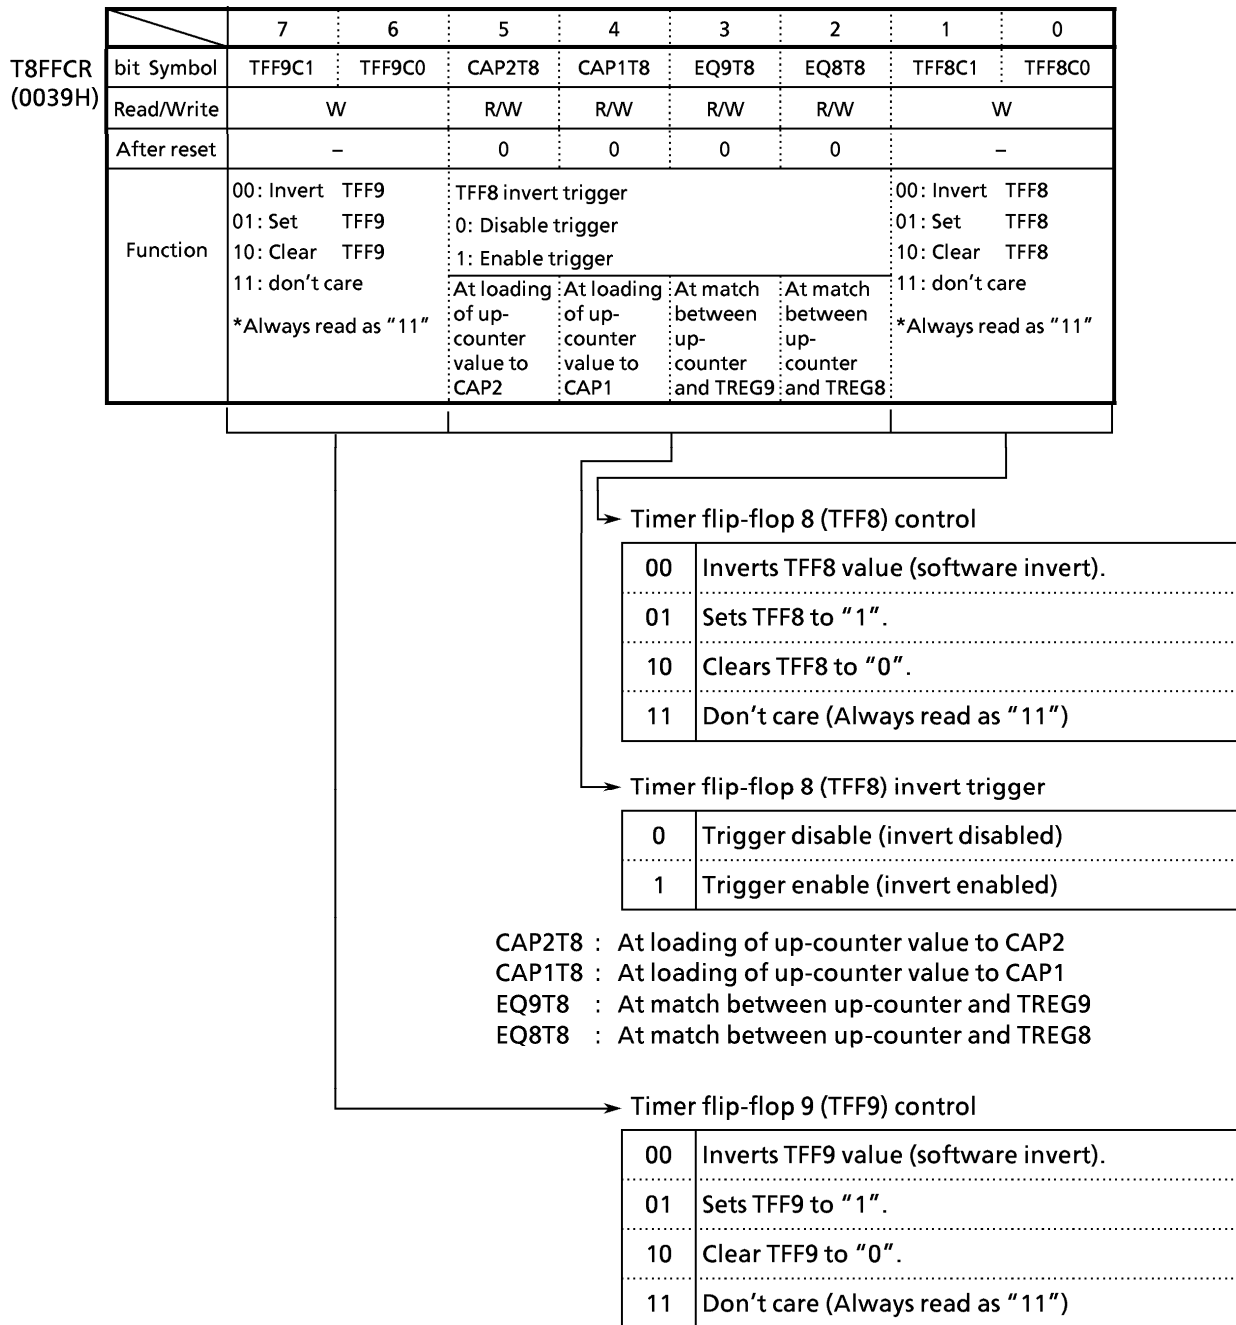 7 6 5 4 3 2 1 0
T8FFCR
(0039H)
bit Symbol TFF9C1 TFF9C0 CAP2T8 CAP1T8 EQ9T8 EQ8T8 TFF8C1 TFF8C0
Read/Write W R/W R/W R/W R/W W
After reset – 0 0 0 0 –
Function
00: Invert TFF9
01: Set TFF9
10: Clear TFF9
11: don't care
*Always read as "11"
TFF8 invert trigger
0: Disable trigger
1: Enable trigger
At loading
of up-
counter
value to
CAP2
At loading
of up-
counter
value to
CAP1
At match
between
up-
counter
and TREG9
At match
between
up-
counter
and TREG8
00: Invert TFF8
01: Set TFF8
10: Clear TFF8
11: don't care
*Always read as "11"
Timer flip-flop 8 (TFF8) control
00 Inverts TFF8 value (software invert).
01 Sets TFF8 to "1".
10 Clears TFF8 to "0".
11 Don't care (Always read as "11")
Timer flip-flop 8 (TFF8) invert trigger
0 Trigger disable (invert disabled)
1 Trigger enable (invert enabled)
CAP2T8 : At loading of up-counter value to CAP2
CAP1T8 : At loading of up-counter value to CAP1
EQ9T8 : At match between up-counter and TREG9
EQ8T8 : At match between up-counter and TREG8
Timer flip-flop 9 (TFF9) control
00 Inverts TFF9 value (software invert).
01 Sets TFF9 to "1".
10 Clear TFF9 to "0".
11 Don't care (Always read as "11")